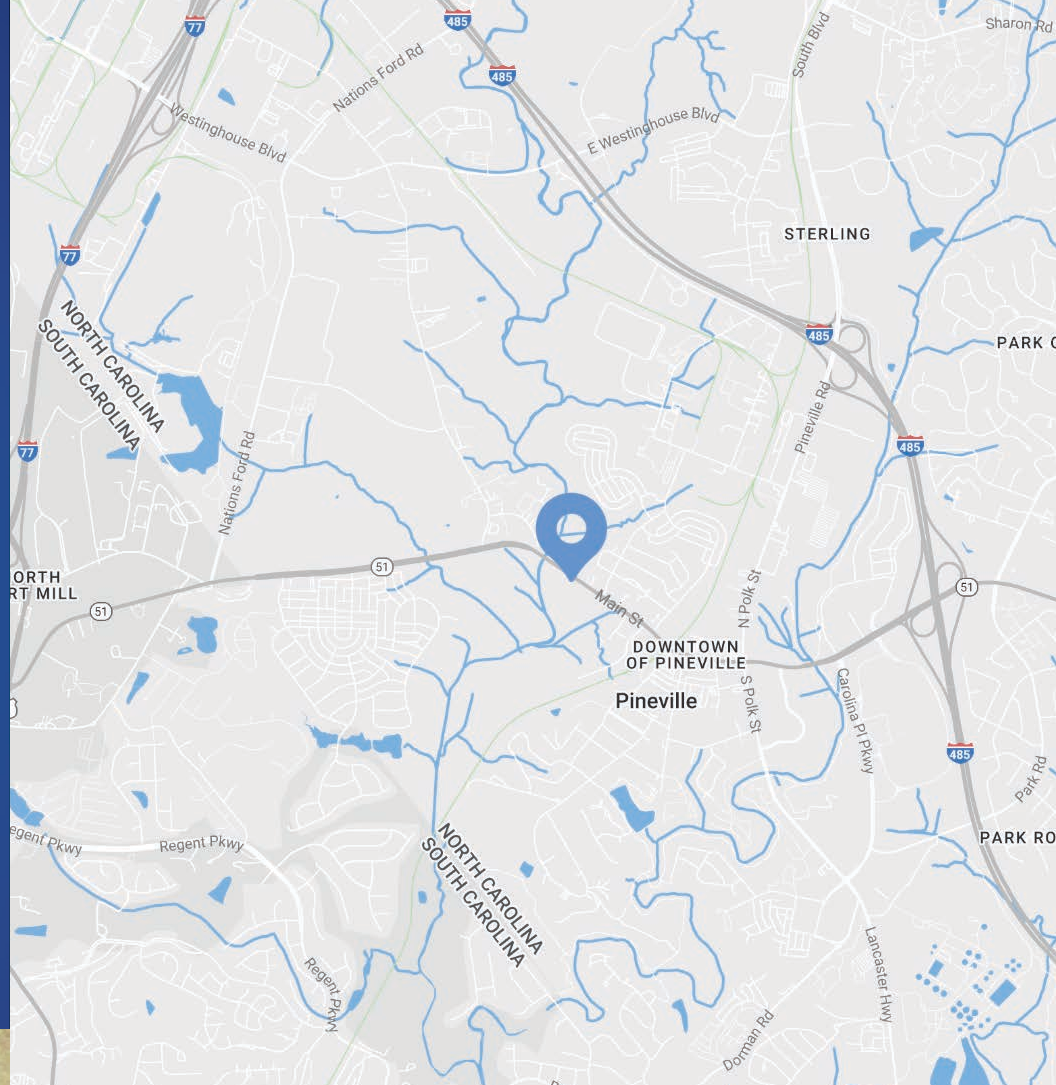 77
485
South Blvd
Sharon Rd
485
Nations Ford Rd
Westinghouse Blvd
E Westinghouse Blvd
STERLING
77
NORTH CAROLINA
SOUTH CAROLINA
485
PARK
Pineville Rd
77
485
Nations Ford Rd
51
51
ORTH
RT MILL
51
N Polk St
Main St
DOWNTOWN
OF PINEVILLE
Pineville
S Polk St
Carolina Pl Pkwy
485
Park Rd
egent Pkwy
Regent Pkwy
NORTH CAROLINA
SOUTH CAROLINA
PARK RO
Regent Pkwy
Lancaster Hwy
Dorman Rd